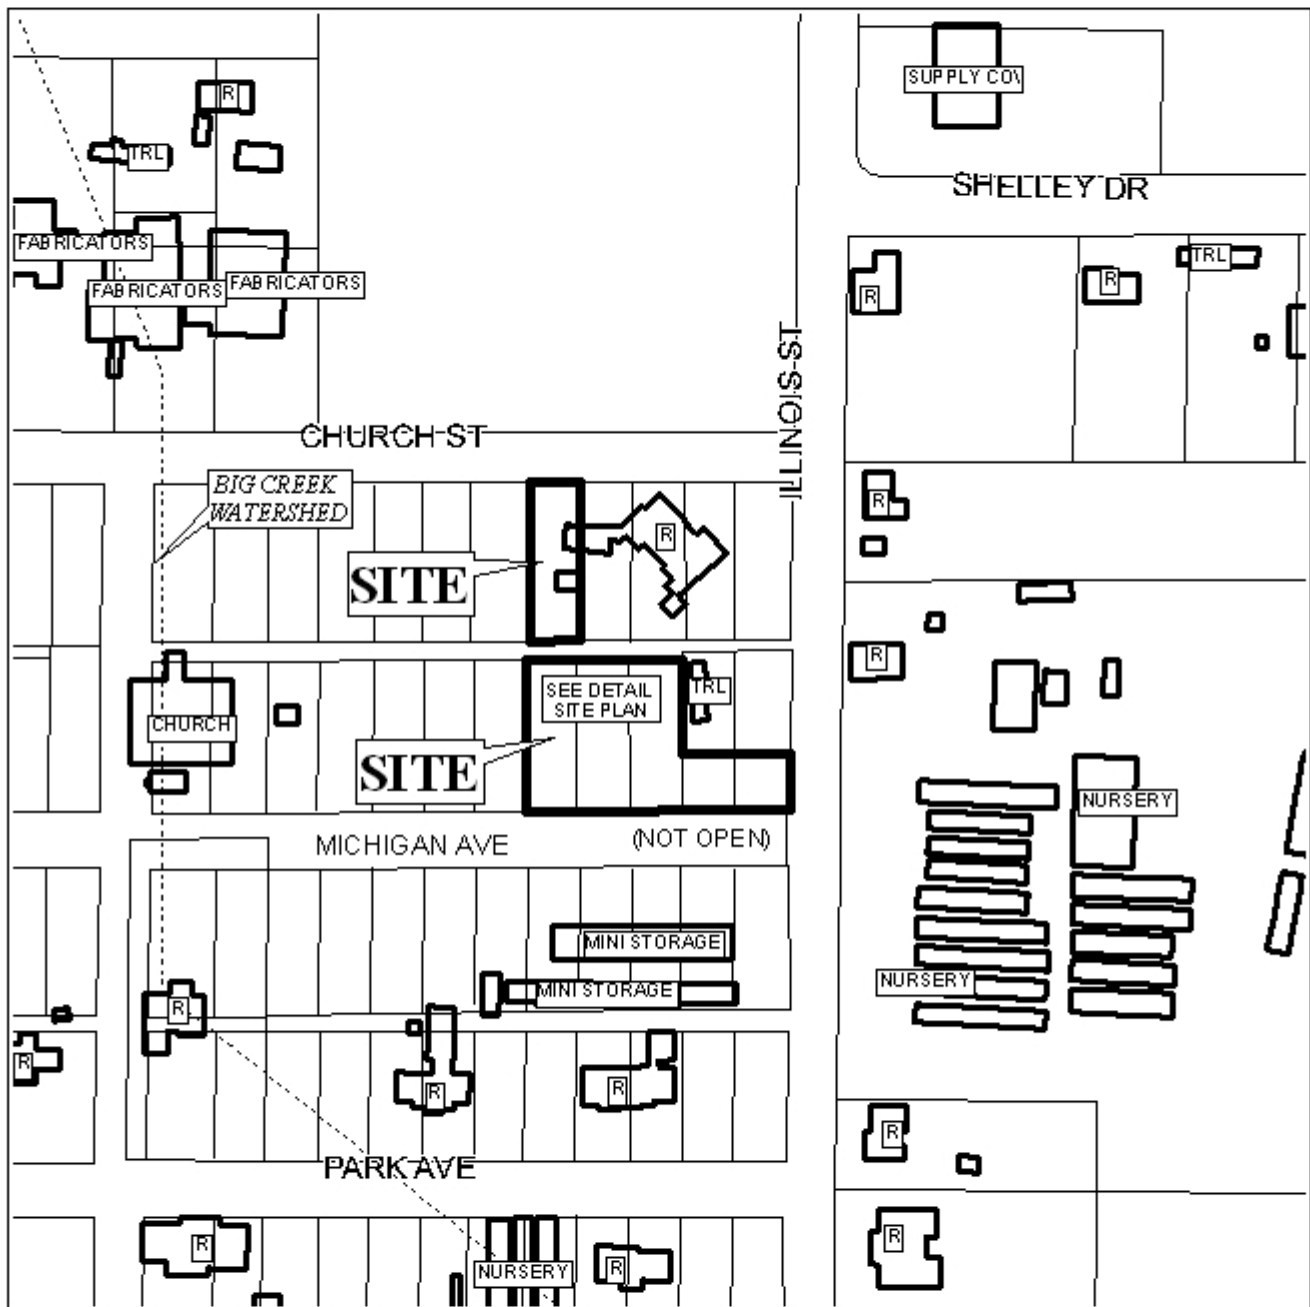 SUPPLY CO\
R
TRL
SHELLEY DR
FABRICATORS
FABRICATORS
FABRICATORS
R
R
TRL
ILLINOIS ST
CHURCH ST
BIG CREEK
WATERSHED
R
R
SITE
R
SEE DETAIL
SITE PLAN
TRL
CHURCH
SITE
NURSERY
MICHIGAN AVE
(NOT OPEN)
MINI STORAGE
MINI STORAGE
NURSERY
R
R
R
R
R
PARK AVE
R
R
NURSERY
R
R